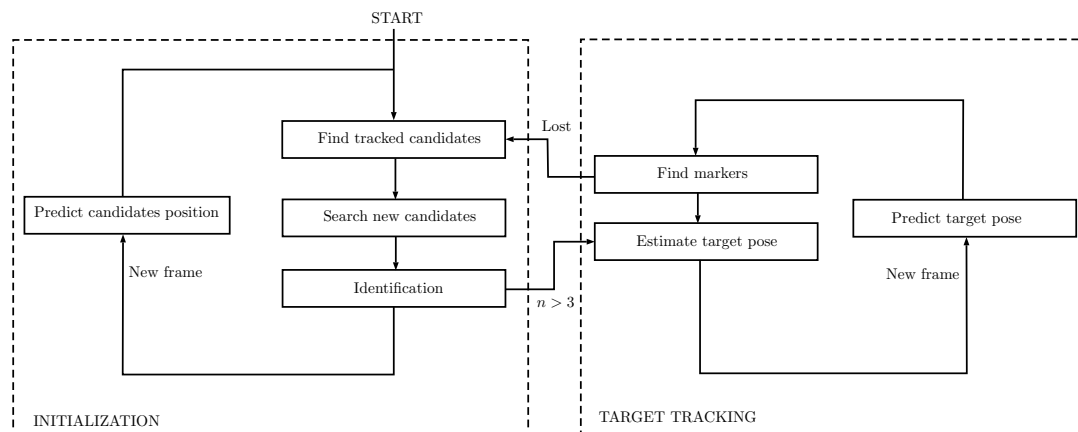 START
Find tracked candidates
Lost
Find markers
Predict candidates position
Search new candidates
Predict target pose
Estimate target pose
New frame
New frame
Identification
n > 3
INITIALIZATION
TARGET TRACKING